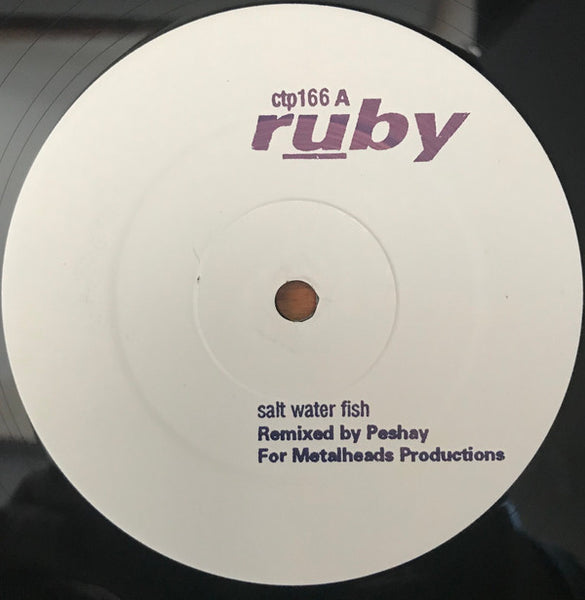 ctp166 A
ruby
salt water fish
Remixed by Peshay
For Metalheads Productions